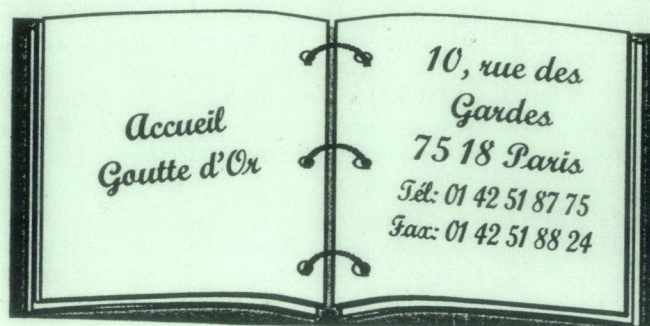 Accueil
Goutte d'Or
10, rue des
Gardes
75 18 Paris
Tél: 01 42 51 87 75
Fax: 01 42 51 88 24